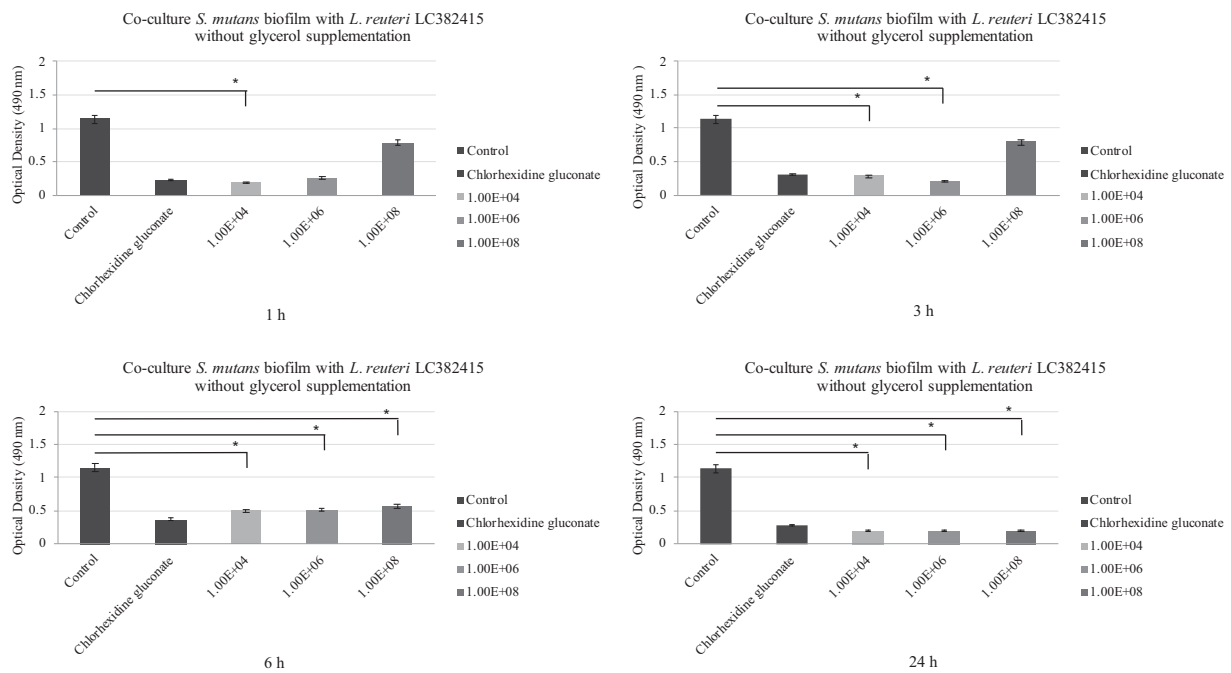 Co-culture S. mutans biofilm with L. reuteri LC382415
without glycerol supplementation
Optical Density (490 nm)
2
1.5
1
0.5
0
*
Control
Chlorhexidine gluconate
1.00E+04
1.00E+06
1.00E+08
Control
Chlorhexidine gluconate
1.00E+04
1.00E+06
1.00E+08
1 h
Co-culture S. mutans biofilm with L. reuteri LC382415
without glycerol supplementation
Optical Density (490 nm )
2
1.5
1
0.5
0
*
*
Control
Chlorhexidine gluconate
1.00E+04
1.00E+06
1.00E+08
Control
Chlorhexidine gluconate
1.00E+04
1.00E+06
1.00E+08
3 h
Co-culture S. mutans biofilm with L. reuteri LC382415
without glycerol supplementation
Optical Density (490 nm)
2
1.5
1
0.5
0
*
*
*
Control
Chlorhexidine gluconate
1.00E+04
1.00E+06
1.00E+08
Control
Chlorhexidine gluconate
1.00E+04
1.00E+06
1.00E+08
6 h
Co-culture S. mutans biofilm with L. reuteri LC382415
without glycerol supplementation
Optical Density (490 nm)
2
1.5
1
0.5
0
*
*
*
Control
Chlorhexidine gluconate
1.00E+04
1.00E+06
1.00E+08
Control
Chlorhexidine gluconate
1.00E+04
1.00E+06
1.00E+08
24 h